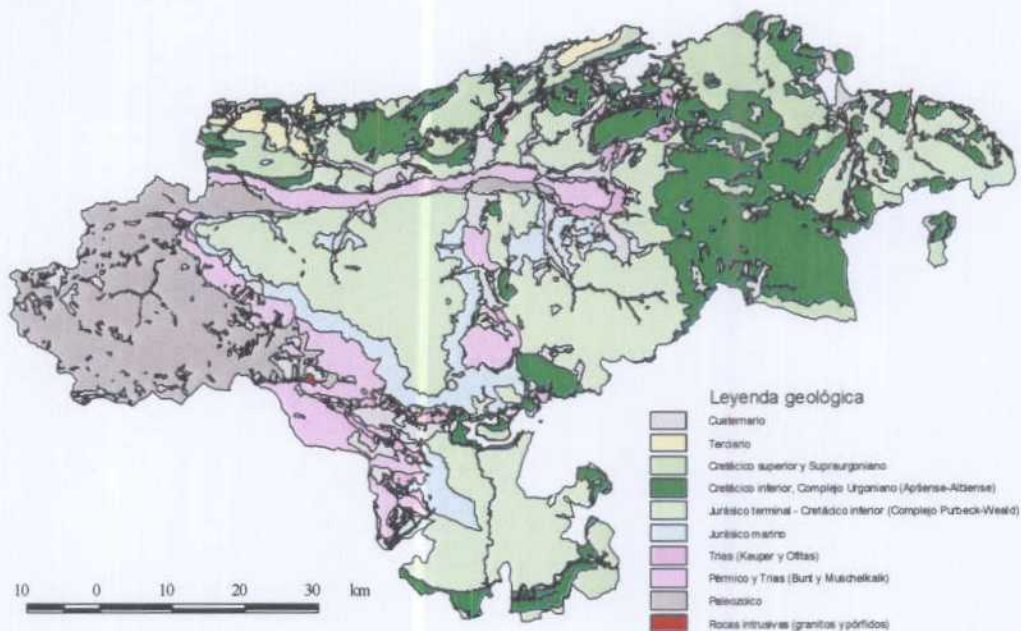 Leyenda geológica
Cuaternario
Terciario
Cretácico superior y Supraurgoniano
Cretácico inferior, Complejo Urgoniano (Aptiense-Albiense)
Jurásico terminal - Cretácico inferior (Complejo Purbeck-Weald)
Jurásico marino
Trias (Keuper y Ofitas)
Pérmico y Trias (Bunt y Muschelkalk)
Paleozoico
Rocas intrusivas (granitos y pórfidos)
10 0 10 20 30 km